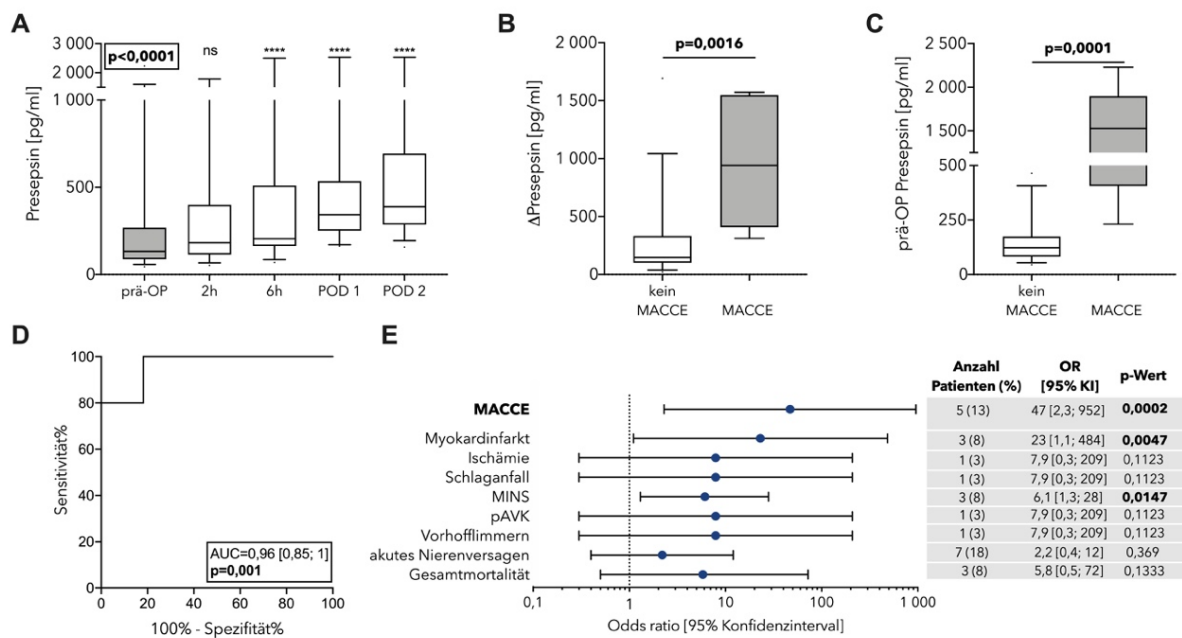 A
Presepsin [pg/ml]
3 000
2 000
1 000
500
0
p<0,0001
ns
****
****
****
prä-OP
2h
6h
POD 1
POD 2
B
ΔPresepsin [pg/ml]
2 000
1 500
1 000
500
0
p=0,0016
kein
MACCE
MACCE
C
prä-OP Presepsin [pg/ml]
2 500
1 500
500
250
0
p=0,0001
kein
MACCE
MACCE
D
Sensitivität%
100
80
60
40
20
0
AUC=0,96 [0,85; 1]
p=0,001
0
20
40
60
80
100
100% - Spezifität%
E
Anzahl
Patienten (%)
OR
[95% KI]
p-Wert
MACCE 5 (13) 47 [2,3; 952] 0,0002
Myokardinfarkt 3 (8) 23 [1,1; 484] 0,0047
Ischämie 1 (3) 7,9 [0,3; 209] 0,1123
Schlaganfall 1 (3) 7,9 [0,3; 209] 0,1123
MINS 3 (8) 6,1 [1,3; 28] 0,0147
pAVK 1 (3) 7,9 [0,3; 209] 0,1123
Vorhofflimmern 1 (3) 7,9 [0,3; 209] 0,1123
akutes Nierenversagen 7 (18) 2,2 [0,4; 12] 0,369
Gesamtmortalität 3 (8) 5,8 [0,5; 72] 0,1333
0,1
1
10
100
1 000
Odds ratio [95% Konfidenzinterval]